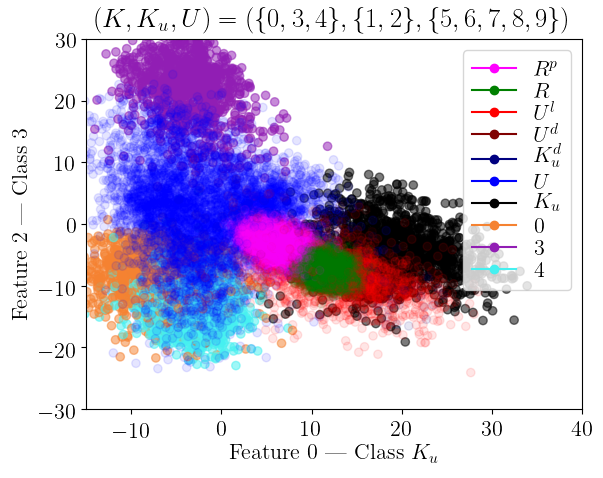 (K, K_u, U) = ({0, 3, 4}, {1, 2}, {5, 6, 7, 8, 9})
30
20
10
0
−10
−20
−30
Feature 2 — Class 3
R^p
R
U^l
U^d
K_u^d
U
K_u
0
3
4
−10
0
10
20
30
40
Feature 0 — Class K_u